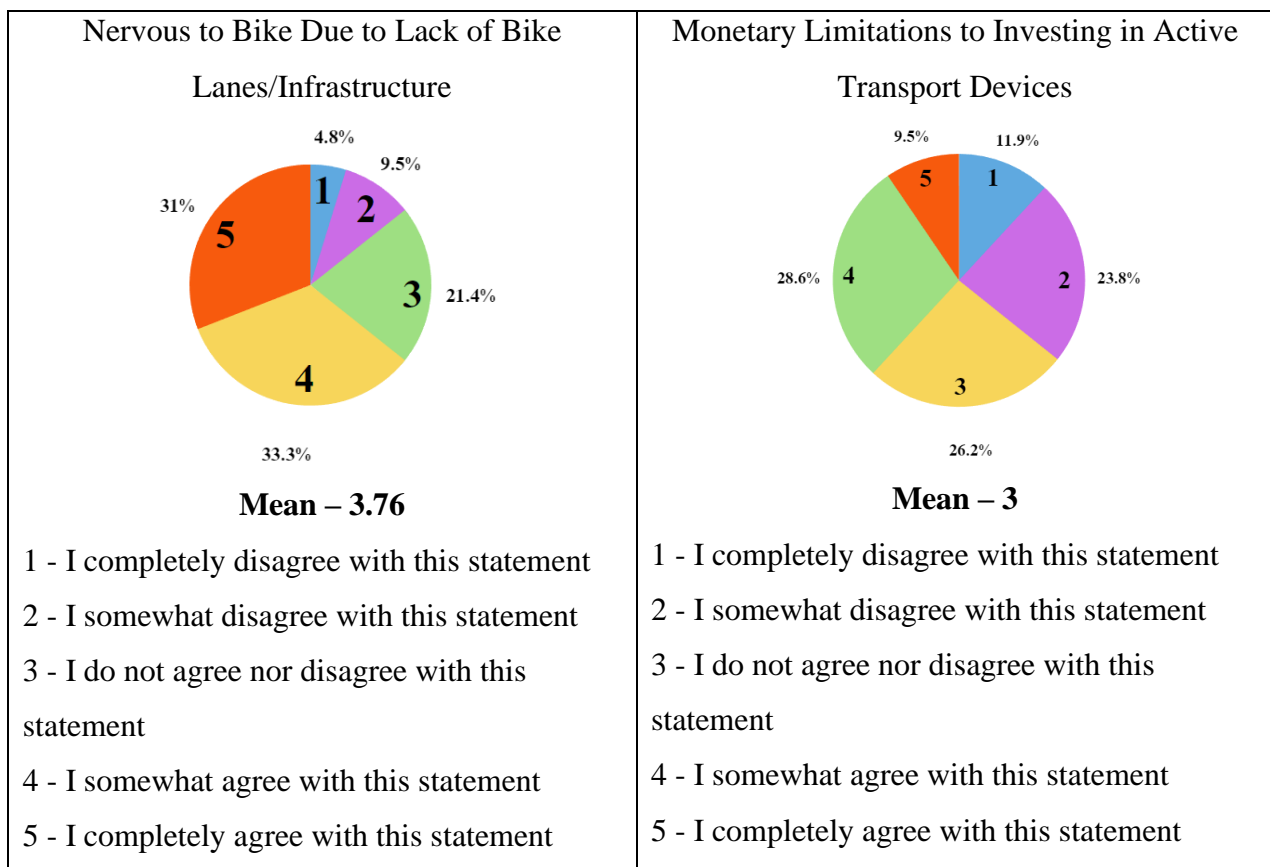 Nervous to Bike Due to Lack of Bike
Lanes/Infrastructure
4.8%
9.5%
31%
1
2
5
3
21.4%
4
33.3%
Mean – 3.76
1 - I completely disagree with this statement
2 - I somewhat disagree with this statement
3 - I do not agree nor disagree with this
statement
4 - I somewhat agree with this statement
5 - I completely agree with this statement
Monetary Limitations to Investing in Active
Transport Devices
9.5%
11.9%
5
1
28.6%
4
2
23.8%
3
26.2%
Mean – 3
1 - I completely disagree with this statement
2 - I somewhat disagree with this statement
3 - I do not agree nor disagree with this
statement
4 - I somewhat agree with this statement
5 - I completely agree with this statement